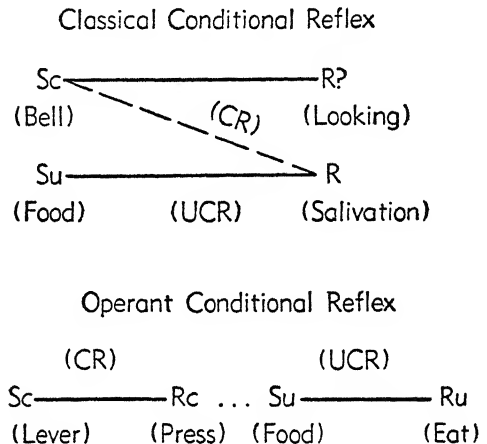 Classical Conditional Reflex
Sc R?
(Bell) (CR) (Looking)
Su R
(Food) (UCR) (Salivation)
Operant Conditional Reflex
(CR) (UCR)
Sc Rc ... Su Ru
(Lever) (Press) (Food) (Eat)